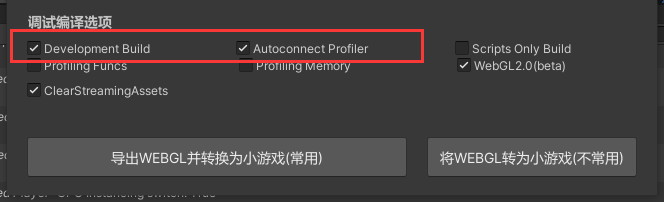 调试编译选项
Development Build Autoconnect Profiler Scripts Only Build
Profiling Funcs Profiling Memory WebGL2.0(beta)
ClearStreamingAssets
导出WEBGL并转换为小游戏(常用) 将WEBGL转为小游戏(不常用)